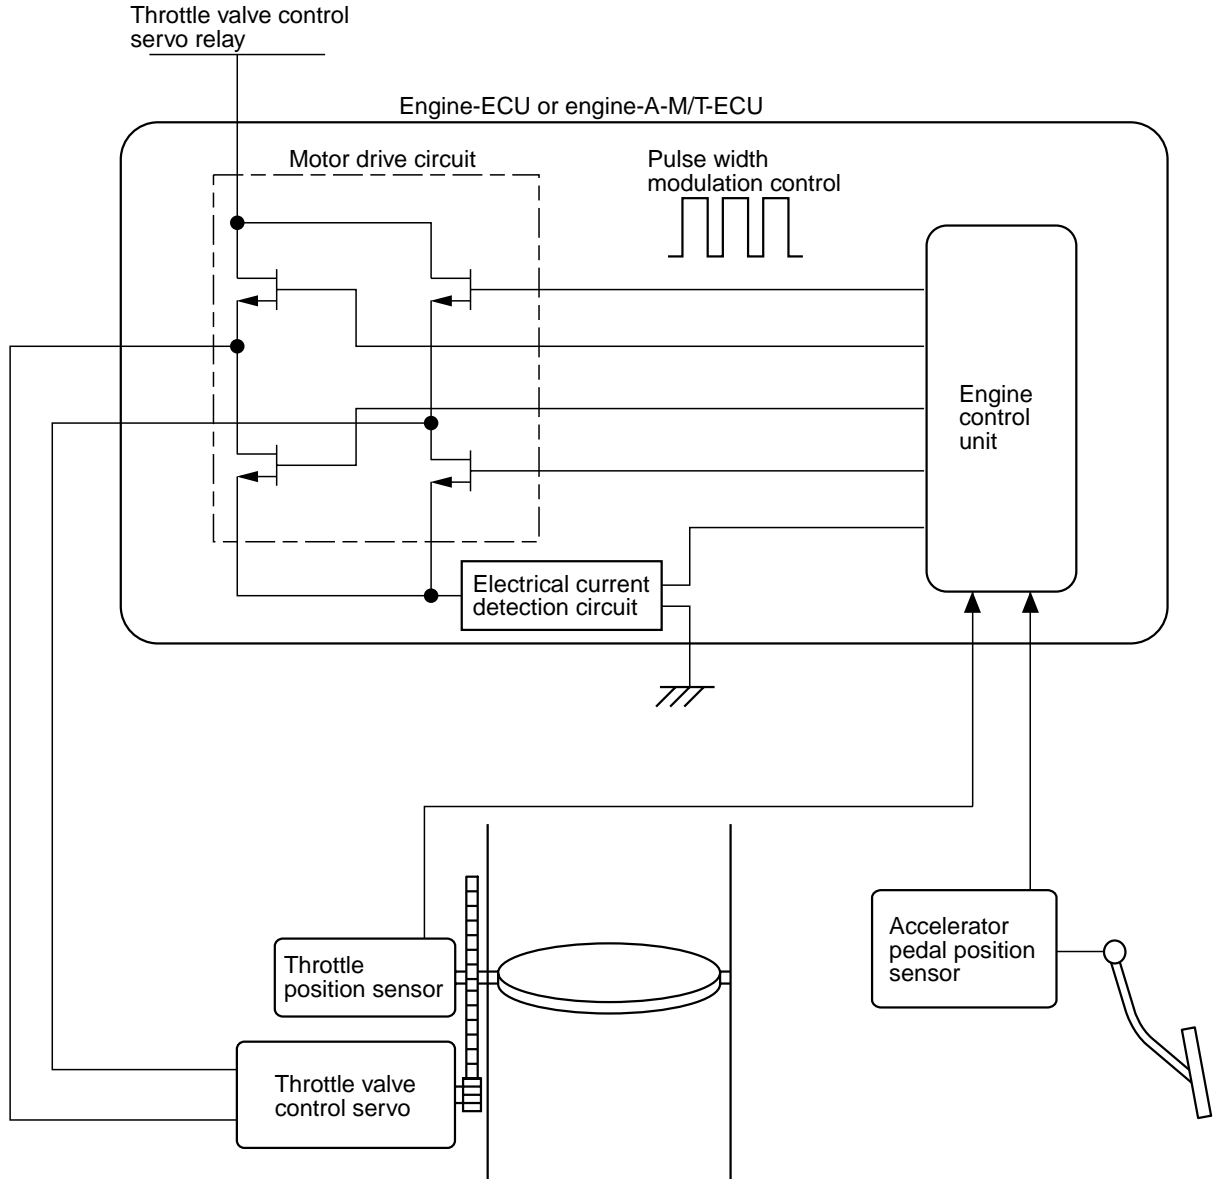 Throttle valve control
servo relay
Engine-ECU or engine-A-M/T-ECU
Motor drive circuit
Pulse width
modulation control
Engine
control
unit
Electrical current
detection circuit
Throttle
position sensor
Accelerator
pedal position
sensor
Throttle valve
control servo